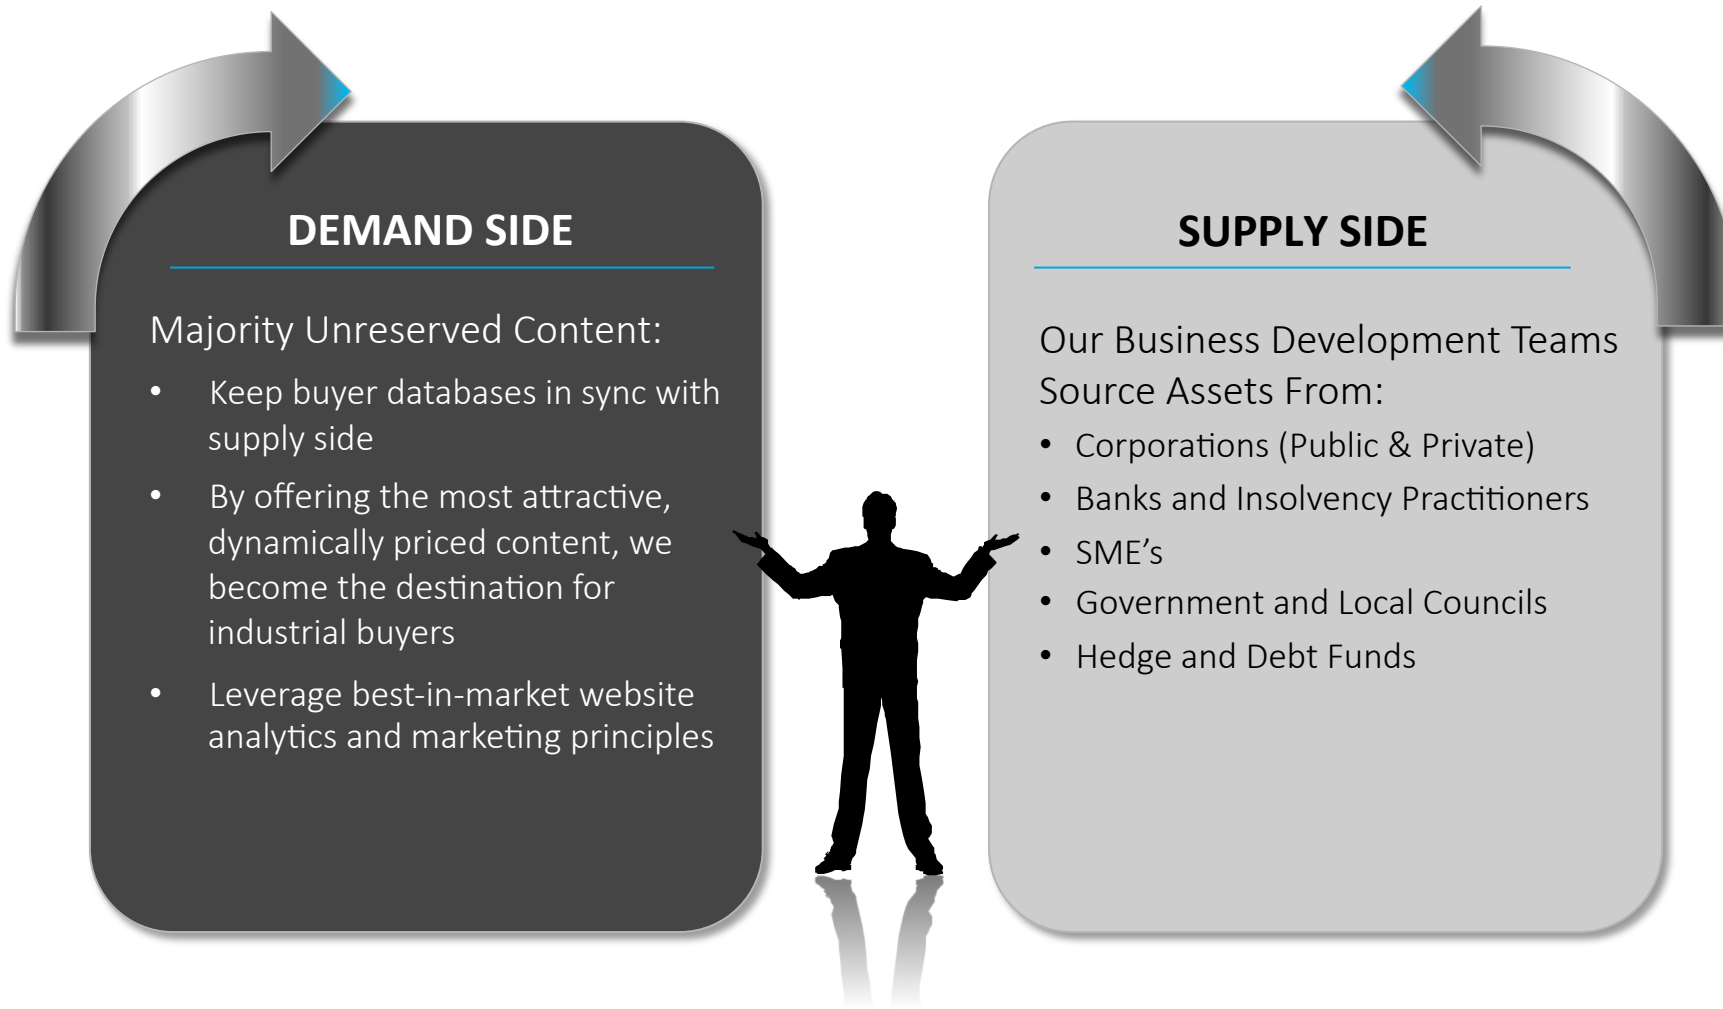 DEMAND SIDE
Majority Unreserved Content:
• Keep buyer databases in sync with
supply side
• By offering the most attractive,
dynamically priced content, we
become the destination for
industrial buyers
• Leverage best-in-market website
analytics and marketing principles
SUPPLY SIDE
Our Business Development Teams
Source Assets From:
• Corporations (Public & Private)
• Banks and Insolvency Practitioners
• SME’s
• Government and Local Councils
• Hedge and Debt Funds